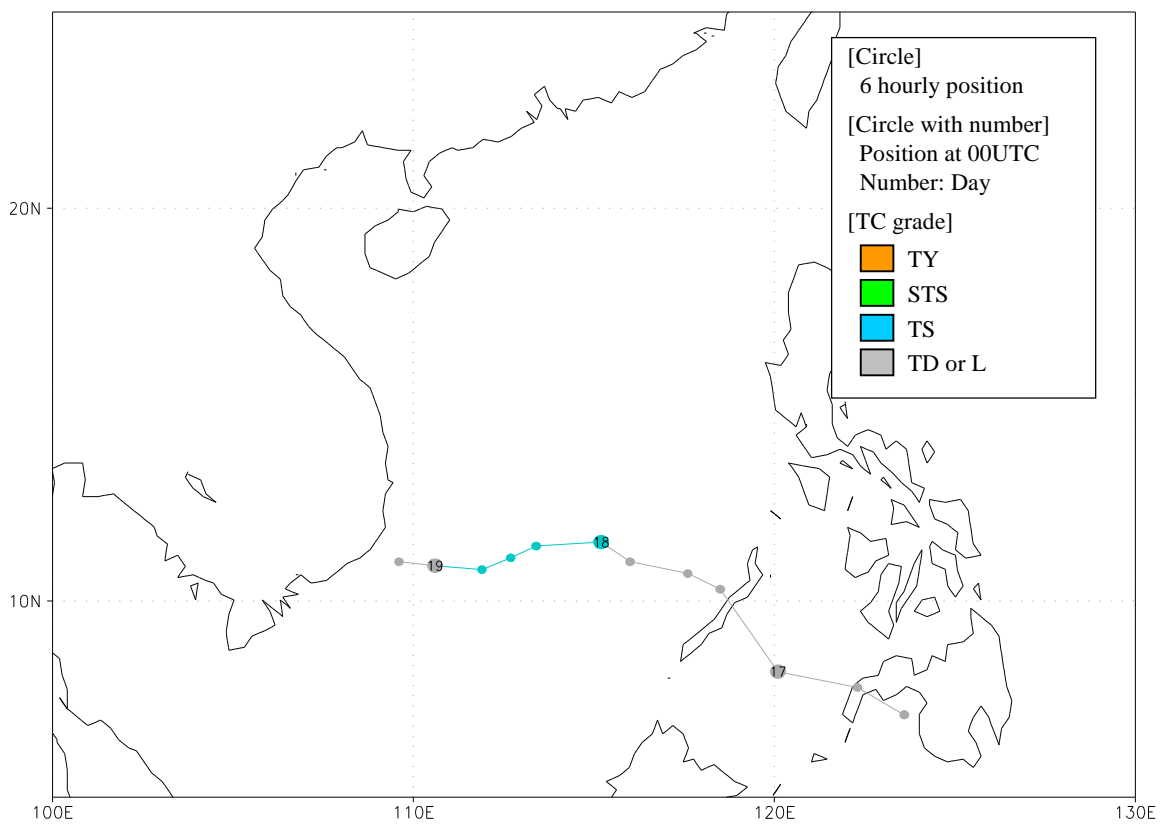 [Circle]
6 hourly position
[Circle with number]
Position at 00UTC
Number: Day
[TC grade]
TY
STS
TS
TD or L
20N
10N
18
19
17
100E
110E
120E
130E